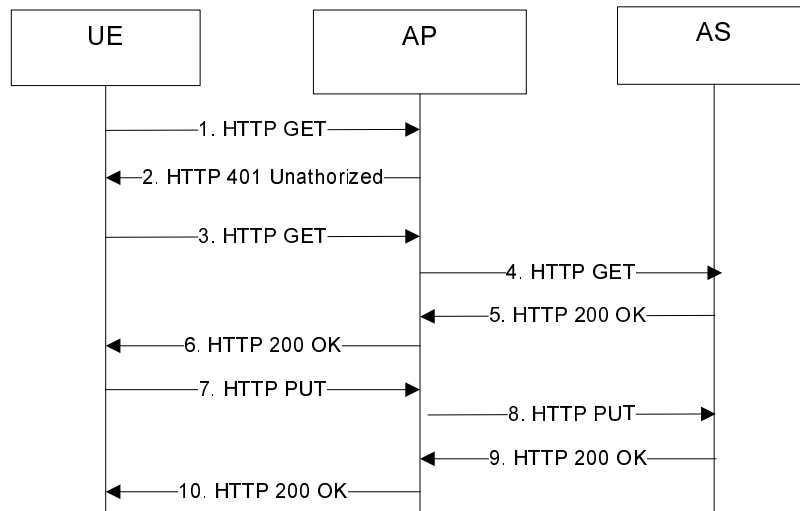 UE
AP
AS
1. HTTP GET
2. HTTP 401 Unathorized
3. HTTP GET
4. HTTP GET
5. HTTP 200 OK
6. HTTP 200 OK
7. HTTP PUT
8. HTTP PUT
9. HTTP 200 OK
10. HTTP 200 OK